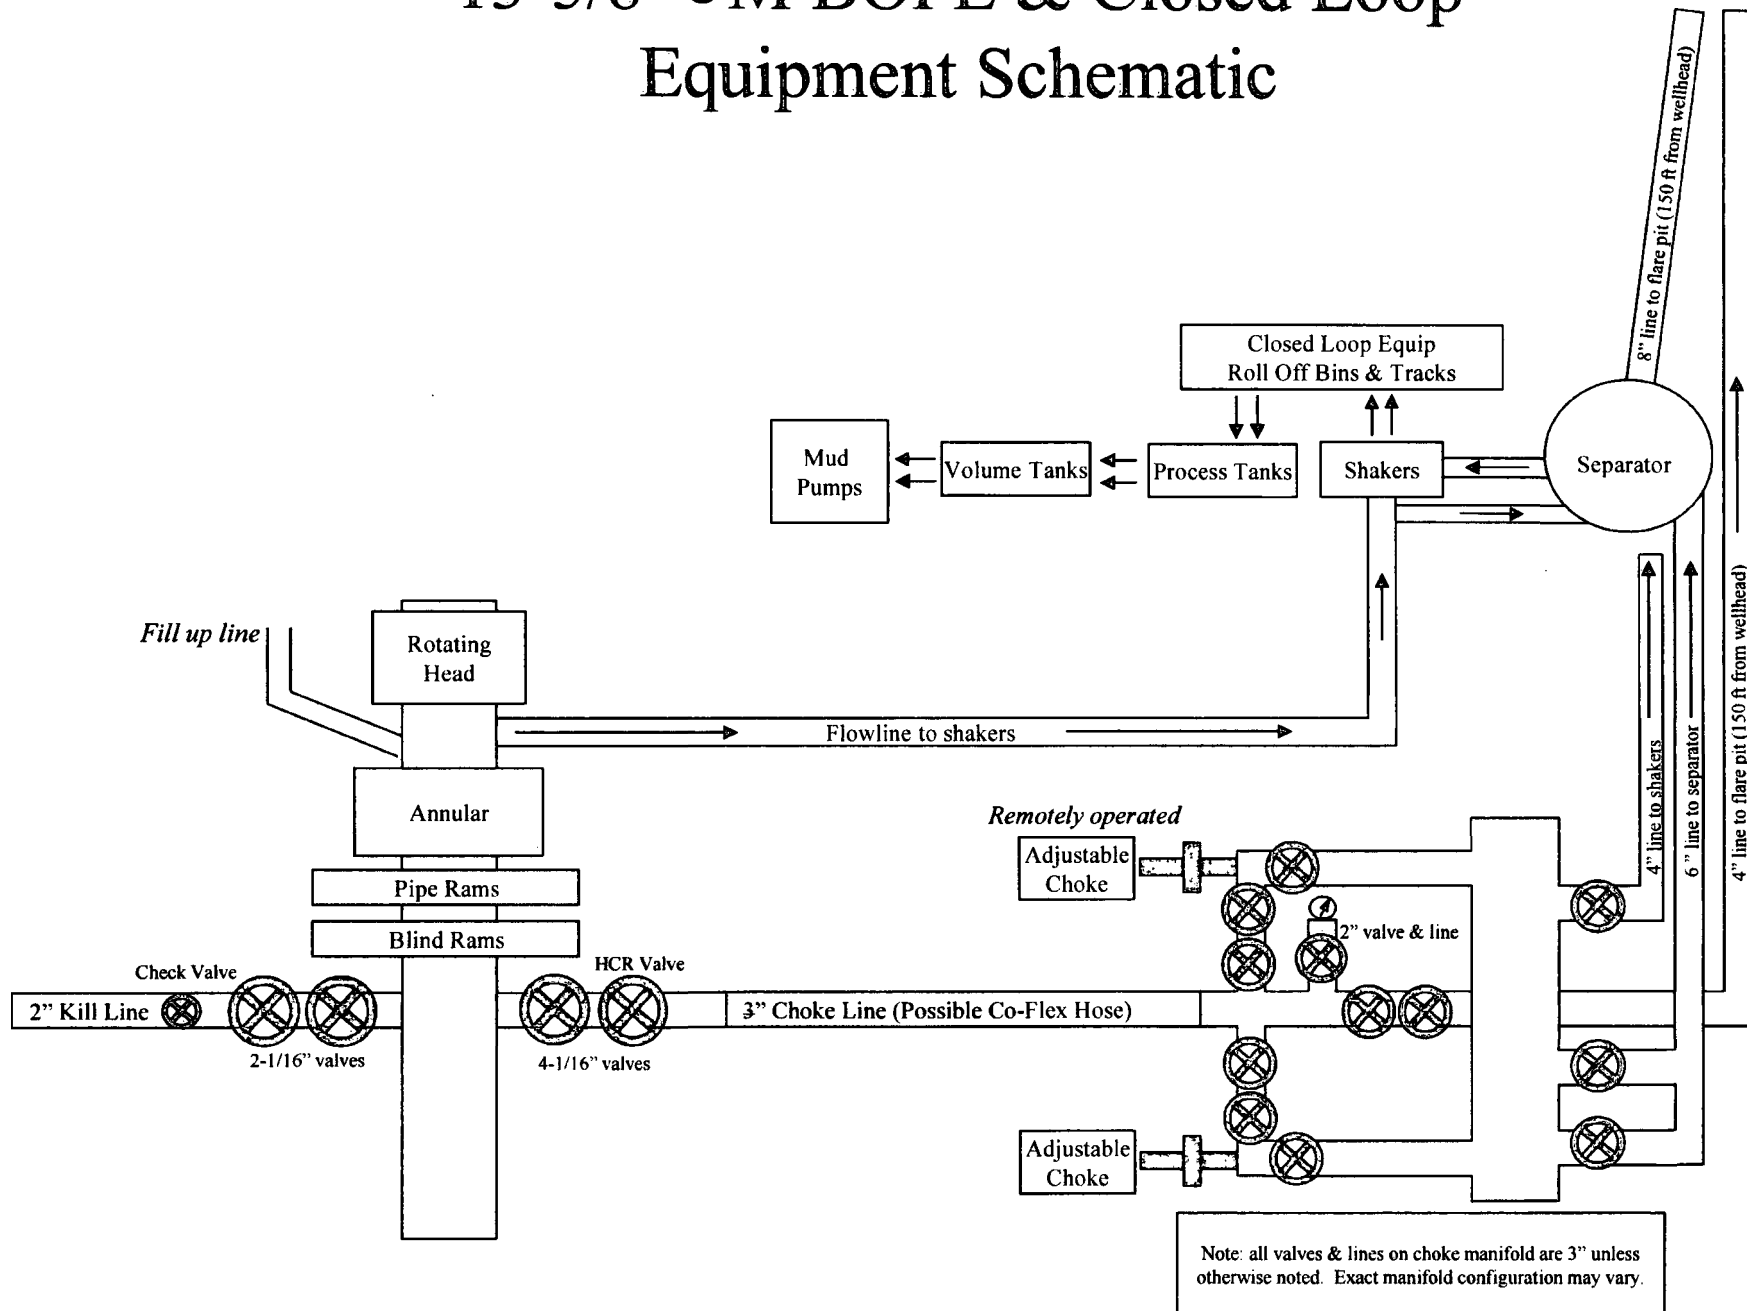 BOPE & Closed Loop
Equipment Schematic
8” line to flare pit (150 ft from wellhead)
Closed Loop Equip
Roll Off Bins & Tracks
Mud
Pumps
Volume Tanks
Process Tanks
Shakers
Separator
Fill up line
Rotating
Head
Flowline to shakers
Annular
Pipe Rams
Blind Rams
Remotely operated
Adjustable
Choke
4” line to shakers
6” line to separator
4” line to flare pit (150 ft from wellhead)
2” valve & line
Check Valve
HCR Valve
2” Kill Line
3” Choke Line (Possible Co-Flex Hose)
2-1/16” valves
4-1/16” valves
Adjustable
Choke
Note: all valves & lines on choke manifold are 3” unless
otherwise noted. Exact manifold configuration may vary.